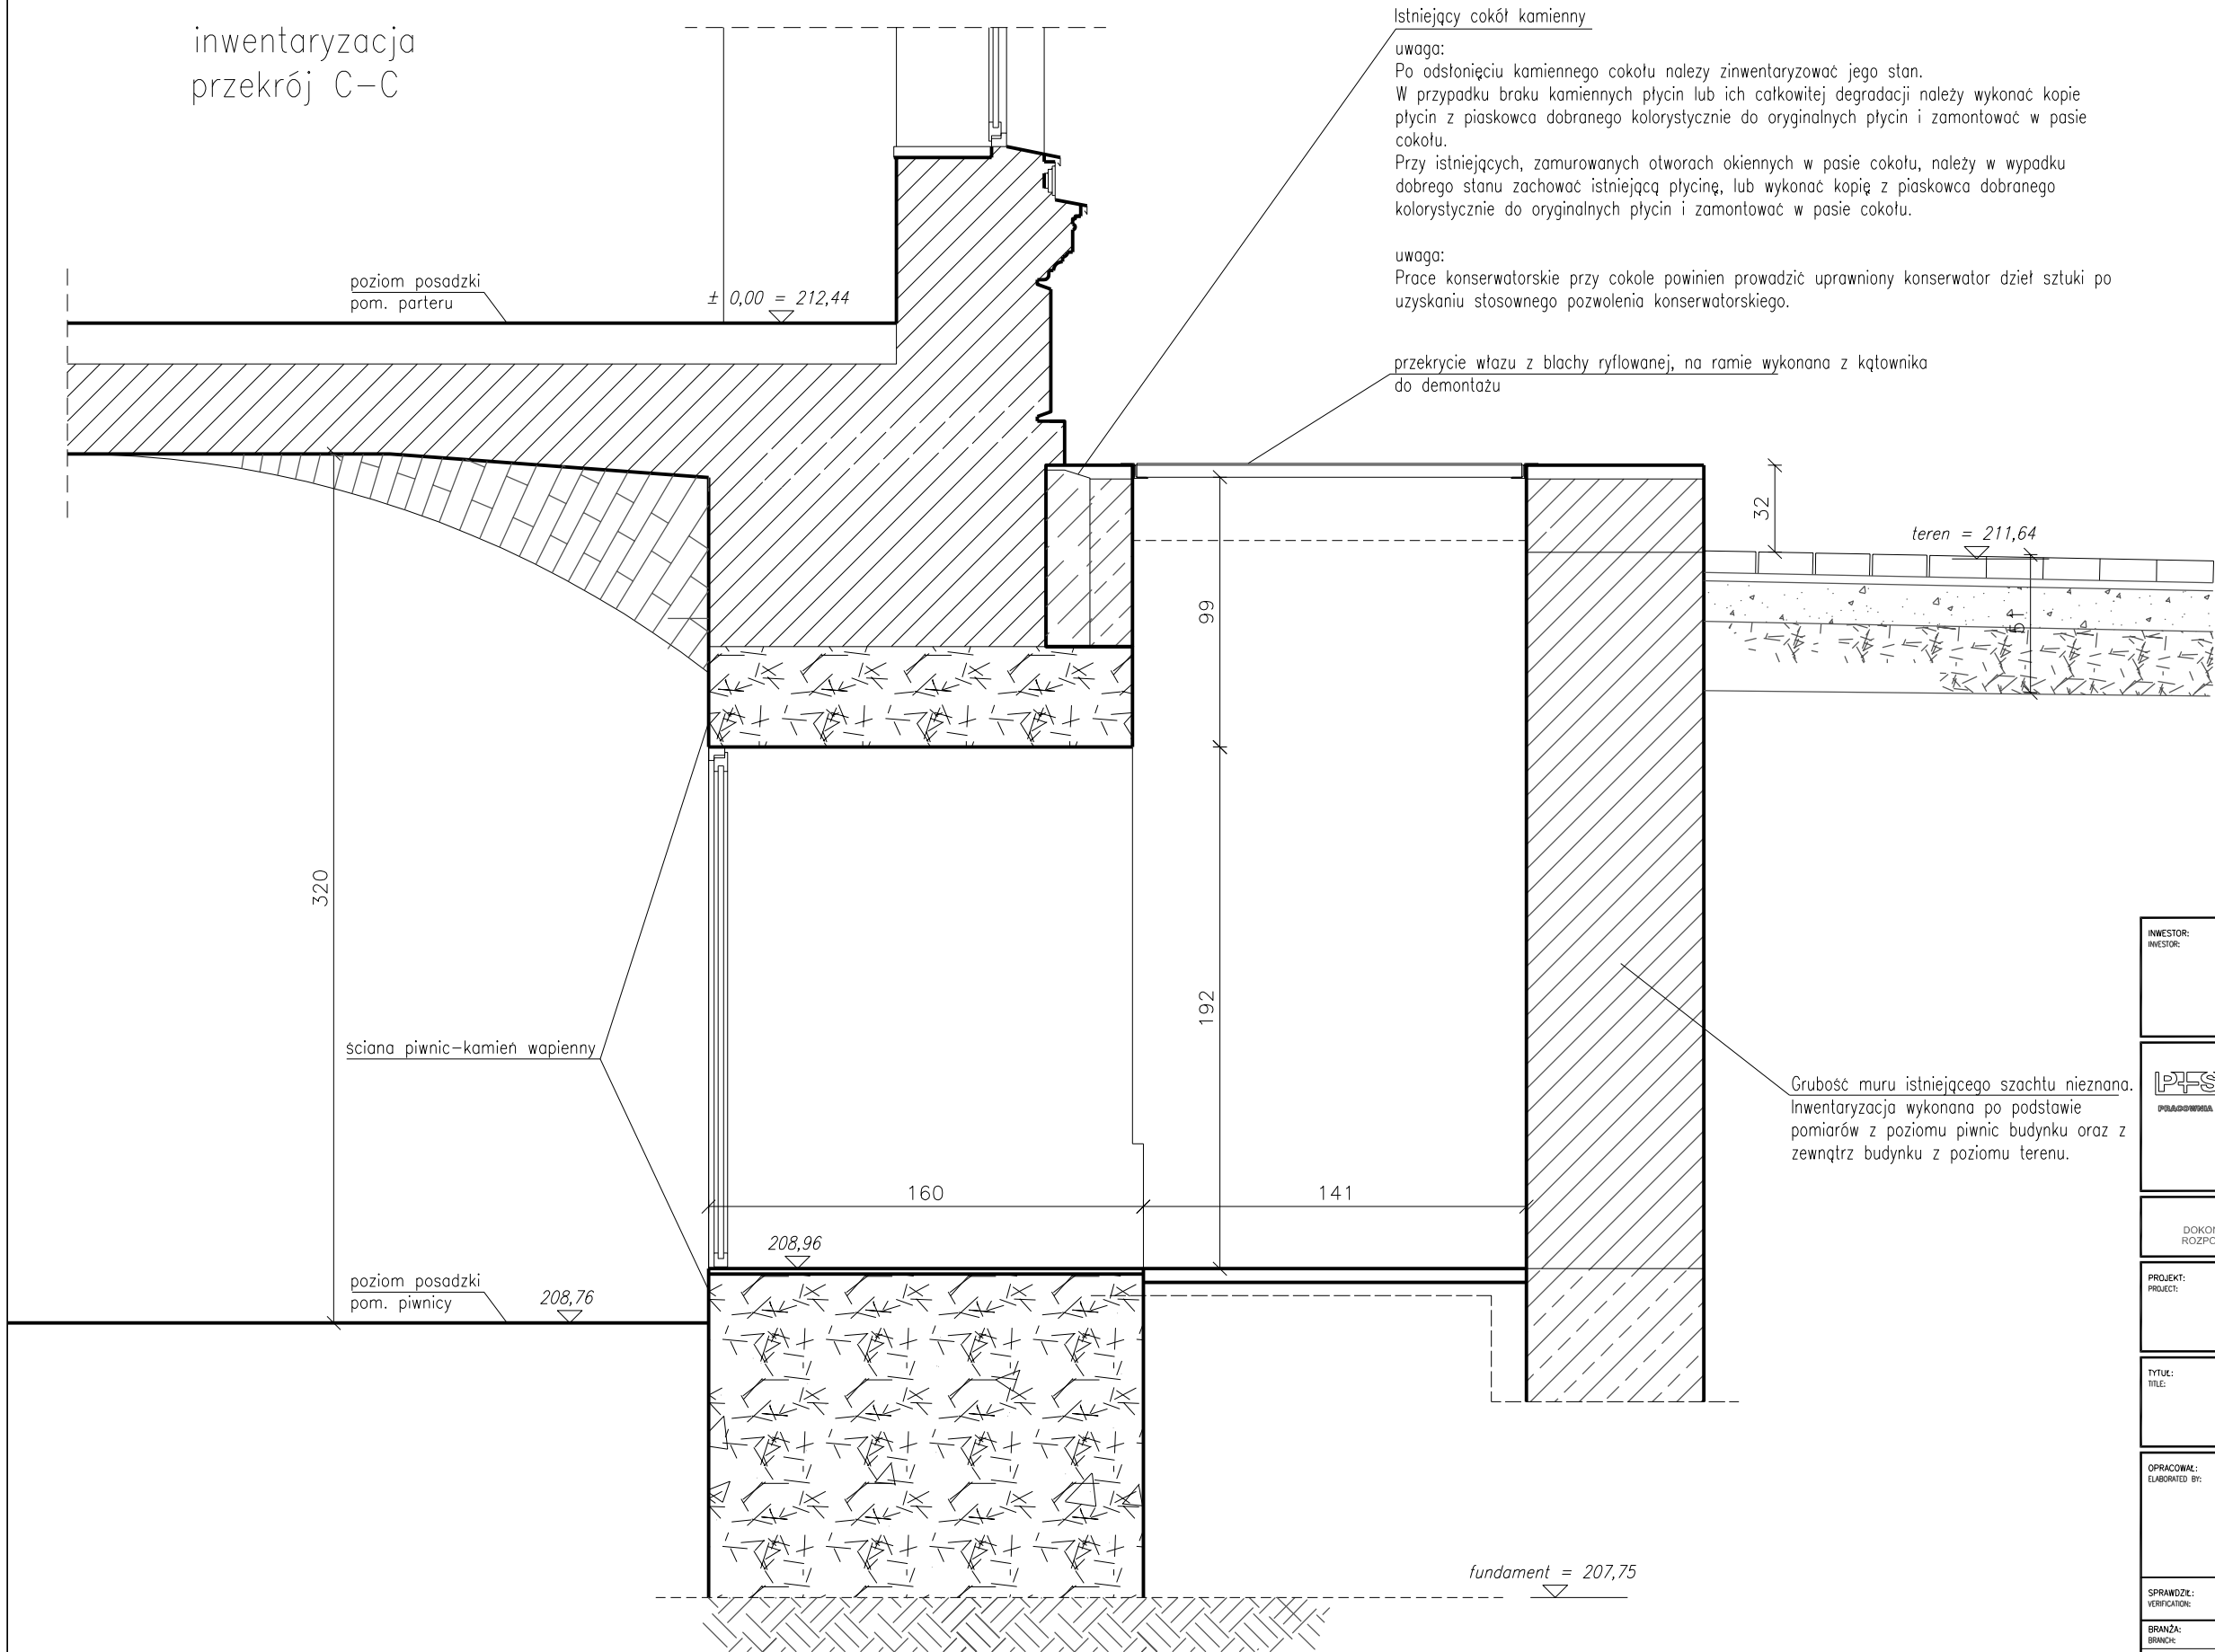 inwentaryzacja
przekrój C-C
Istniejący cokół kamienny
uwaga:
Po odsłonięciu kamiennego cokołu nalezy zinwentaryzować jego stan.
W przypadku braku kamiennych płycin lub ich całkowitej degradacji należy wykonać kopie
płycin z piaskowca dobranego kolorystycznie do oryginalnych płycin i zamontować w pasie
cokołu.
Przy istniejących, zamurowanych otworach okiennych w pasie cokołu, należy w wypadku
dobrego stanu zachować istniejącą płycinę, lub wykonać kopię z piaskowca dobranego
kolorystycznie do oryginalnych płycin i zamontować w pasie cokołu.
uwaga:
Prace konserwatorskie przy cokole powinien prowadzić uprawniony konserwator dzieł sztuki po
uzyskaniu stosownego pozwolenia konserwatorskiego.
przekrycie włazu z blachy ryflowanej, na ramie wykonana z kątownika
do demontażu
poziom posadzki
pom. parteru
± 0,00 = 212,44
32
teren = 211,64
51
99
320
192
ściana piwnic-kamień wapienny
Grubość muru istniejącego szachtu nieznana.
Inwentaryzacja wykonana po podstawie
pomiarów z poziomu piwnic budynku oraz z
zewnątrz budynku z poziomu terenu.
160
141
208,96
poziom posadzki
pom. piwnicy
208,76
fundament = 207,75
INWESTOR:
INVESTOR:
P+S
PRACOWNIA
DOKON
ROZPO
PROJEKT:
PROJECT:
TYTUŁ:
TITLE:
OPRACOWAŁ:
ELABORATED BY:
SPRAWDZIŁ:
VERIFICATION:
BRANŻA:
BRANCH: